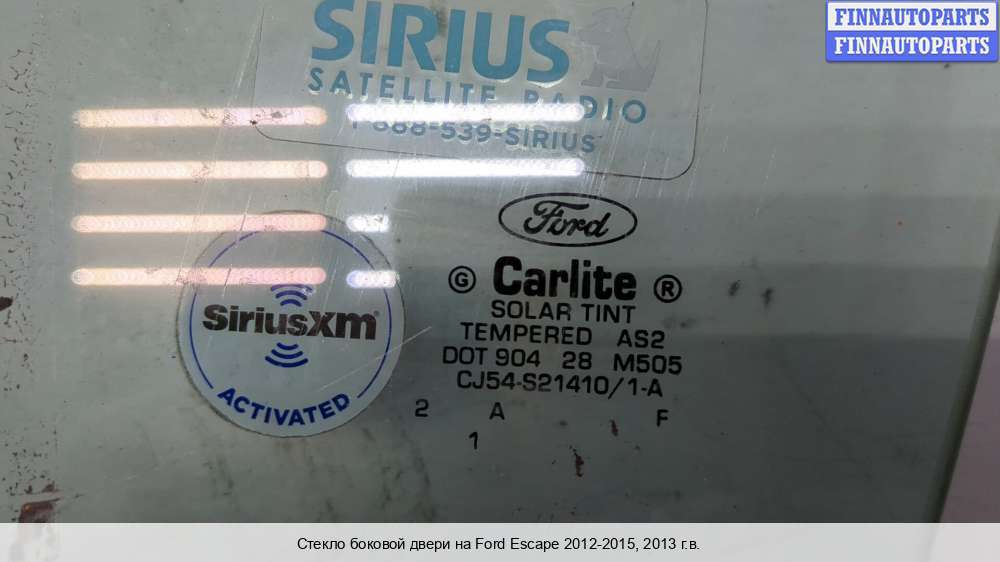 FINNAUTOPARTS
FINNAUTOPARTS
SIRIUS
SATELLITE RADIO
1-888-539-SIRIUS
Ford
G Carlite ®
SOLAR TINT
TEMPERED AS2
DOT 904 28 M505
CJ54-S21410/1-A
2 A F
1
SiriusXM
ACTIVATED
Стекло боковой двери на Ford Escape 2012-2015, 2013 г.в.